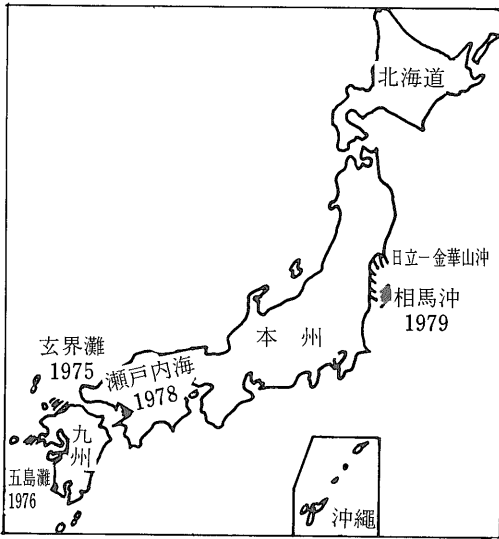 北海道
日立－金華山沖
相馬沖
1979
本州
玄界灘
1975
瀬戸内海
1978
九州
五島灘
1976
沖繩